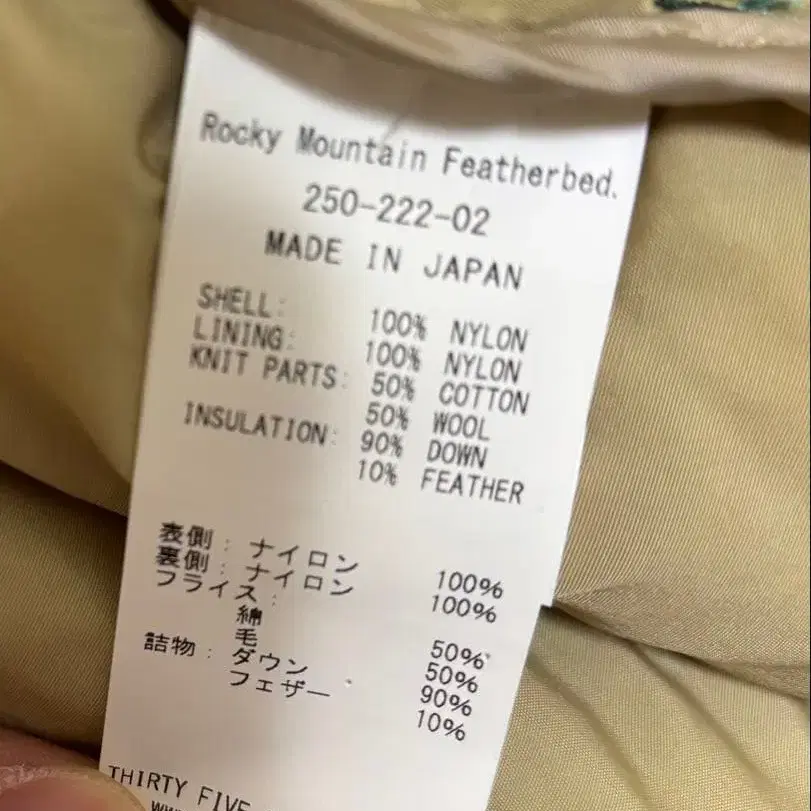 Rocky Mountain Featherbed.
250-222-02
MADE IN JAPAN
SHELL: 100% NYLON
LINING: 100% NYLON
KNIT PARTS: 50% COTTON
50% WOOL
INSULATION: 90% DOWN
10% FEATHER
表側: ナイロン 100%
裏側: ナイロン 100%
フライス:
綿 50%
毛 50%
詰物: ダウン 90%
フェザー 10%
THIRTY FIVE
www